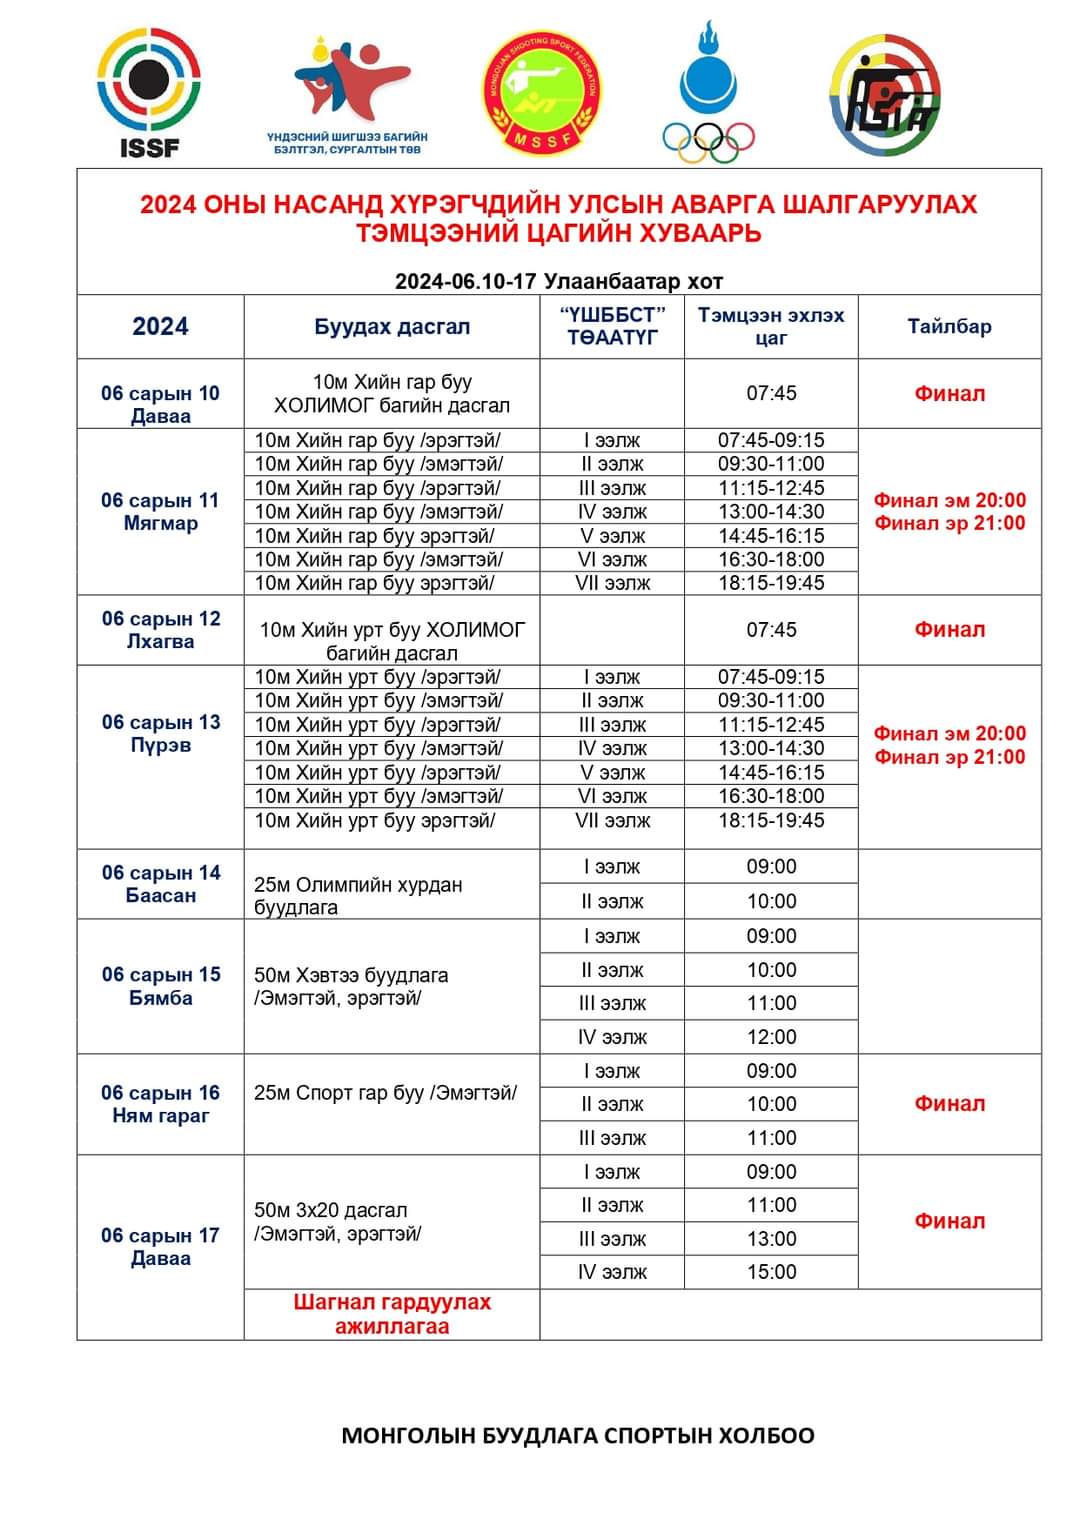 ISSF
ҮНДЭСНИЙ ШИГШЭЭ БАГИЙН
БЭЛТГЭЛ, СУРГАЛТЫН ТӨВ
MONGOLIAN SHOOTING SPORT FEDERATION
MSSF
ASIA
2024 ОНЫ НАСАНД ХҮРЭГЧДИЙН УЛСЫН АВАРГА ШАЛГАРУУЛАХ
ТЭМЦЭЭНИЙ ЦАГИЙН ХУВААРЬ
2024-06.10-17 Улаанбаатар хот
2024
Буудах дасгал
“ҮШББСТ”
ТӨААТҮГ
Тэмцээн эхлэх
цаг
Тайлбар
06 сарын 10
Даваа
10м Хийн гар буу
ХОЛИМОГ багийн дасгал
07:45
Финал
06 сарын 11
Мягмар
10м Хийн гар буу /эрэгтэй/ I ээлж 07:45-09:15
10м Хийн гар буу /эмэгтэй/ II ээлж 09:30-11:00
10м Хийн гар буу /эрэгтэй/ III ээлж 11:15-12:45
10м Хийн гар буу /эмэгтэй/ IV ээлж 13:00-14:30
10м Хийн гар буу эрэгтэй/ V ээлж 14:45-16:15
10м Хийн гар буу /эмэгтэй/ VI ээлж 16:30-18:00
10м Хийн гар буу эрэгтэй/ VII ээлж 18:15-19:45
Финал эм 20:00
Финал эр 21:00
06 сарын 12
Лхагва
10м Хийн урт буу ХОЛИМОГ
багийн дасгал
07:45
Финал
06 сарын 13
Пүрэв
10м Хийн урт буу /эрэгтэй/ I ээлж 07:45-09:15
10м Хийн урт буу /эмэгтэй/ II ээлж 09:30-11:00
10м Хийн урт буу /эрэгтэй/ III ээлж 11:15-12:45
10м Хийн урт буу /эмэгтэй/ IV ээлж 13:00-14:30
10м Хийн урт буу /эрэгтэй/ V ээлж 14:45-16:15
10м Хийн урт буу /эмэгтэй/ VI ээлж 16:30-18:00
10м Хийн урт буу эрэгтэй/ VII ээлж 18:15-19:45
Финал эм 20:00
Финал эр 21:00
06 сарын 14
Баасан
25м Олимпийн хурдан
буудлага
I ээлж 09:00
II ээлж 10:00
06 сарын 15
Бямба
50м Хэвтээ буудлага
/Эмэгтэй, эрэгтэй/
I ээлж 09:00
II ээлж 10:00
III ээлж 11:00
IV ээлж 12:00
06 сарын 16
Ням гараг
25м Спорт гар буу /Эмэгтэй/
I ээлж 09:00
II ээлж 10:00
III ээлж 11:00
Финал
06 сарын 17
Даваа
50м 3x20 дасгал
/Эмэгтэй, эрэгтэй/
I ээлж 09:00
II ээлж 11:00
III ээлж 13:00
IV ээлж 15:00
Финал
Шагнал гардуулах
ажиллагаа
МОНГОЛЫН БУУДЛАГА СПОРТЫН ХОЛБОО